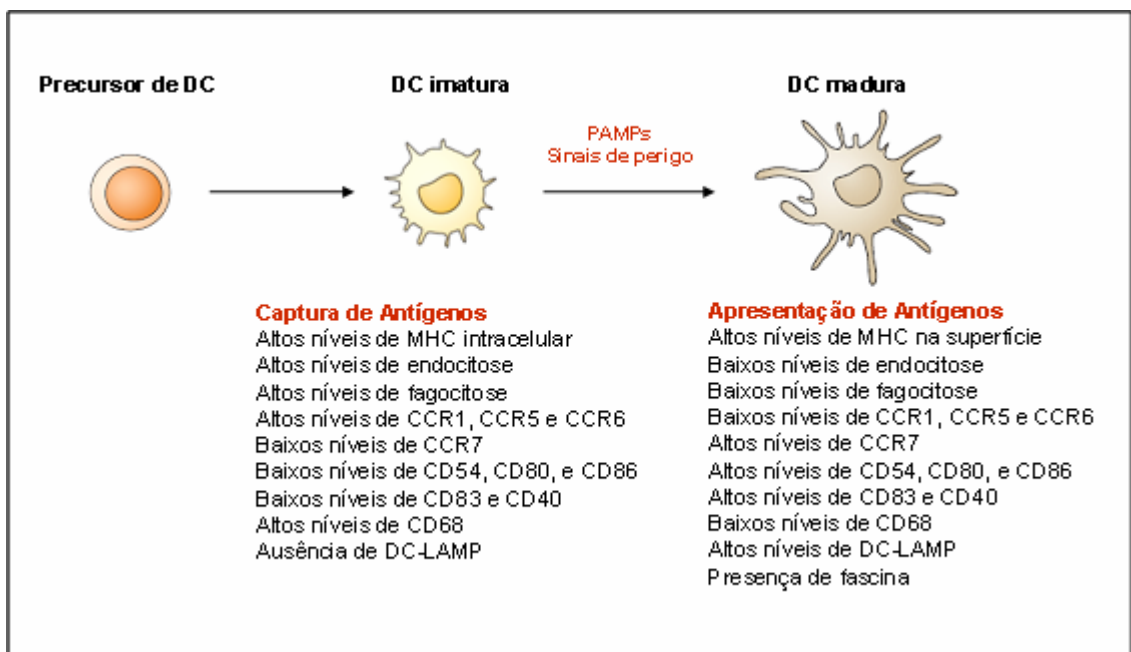 Precursor de DC
DC imatura
DC madura
PAMPs
Sinais de perigo
Captura de Antígenos
Altos níveis de MHC intracelular
Altos níveis de endocitose
Altos níveis de fagocitose
Altos níveis de CCR1, CCR5 e CCR6
Baixos níveis de CCR7
Baixos níveis de CD54, CD80, e CD86
Baixos níveis de CD83 e CD40
Altos níveis de CD68
Ausência de DC-LAMP
Apresentação de Antígenos
Altos níveis de MHC na superfície
Baixos níveis de endocitose
Baixos níveis de fagocitose
Baixos níveis de CCR1, CCR5 e CCR6
Altos níveis de CCR7
Altos níveis de CD54, CD80, e CD86
Altos níveis de CD83 e CD40
Baixos níveis de CD68
Altos níveis de DC-LAMP
Presença de fascina